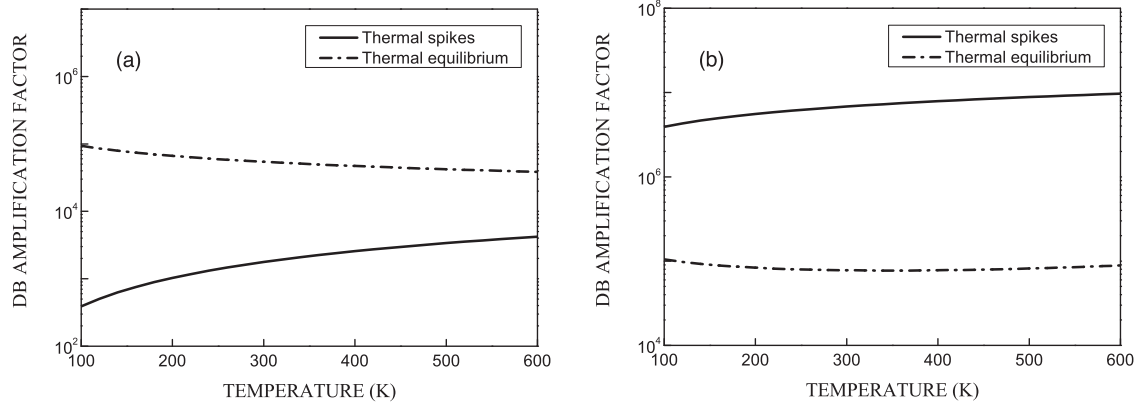 (a)
Thermal spikes
Thermal equilibrium
DB AMPLIFICATION FACTOR
10^6
10^4
10^2
100 200 300 400 500 600
TEMPERATURE (K)
(b)
Thermal spikes
Thermal equilibrium
DB AMPLIFICATION FACTOR
10^8
10^6
10^4
100 200 300 400 500 600
TEMPERATURE (K)